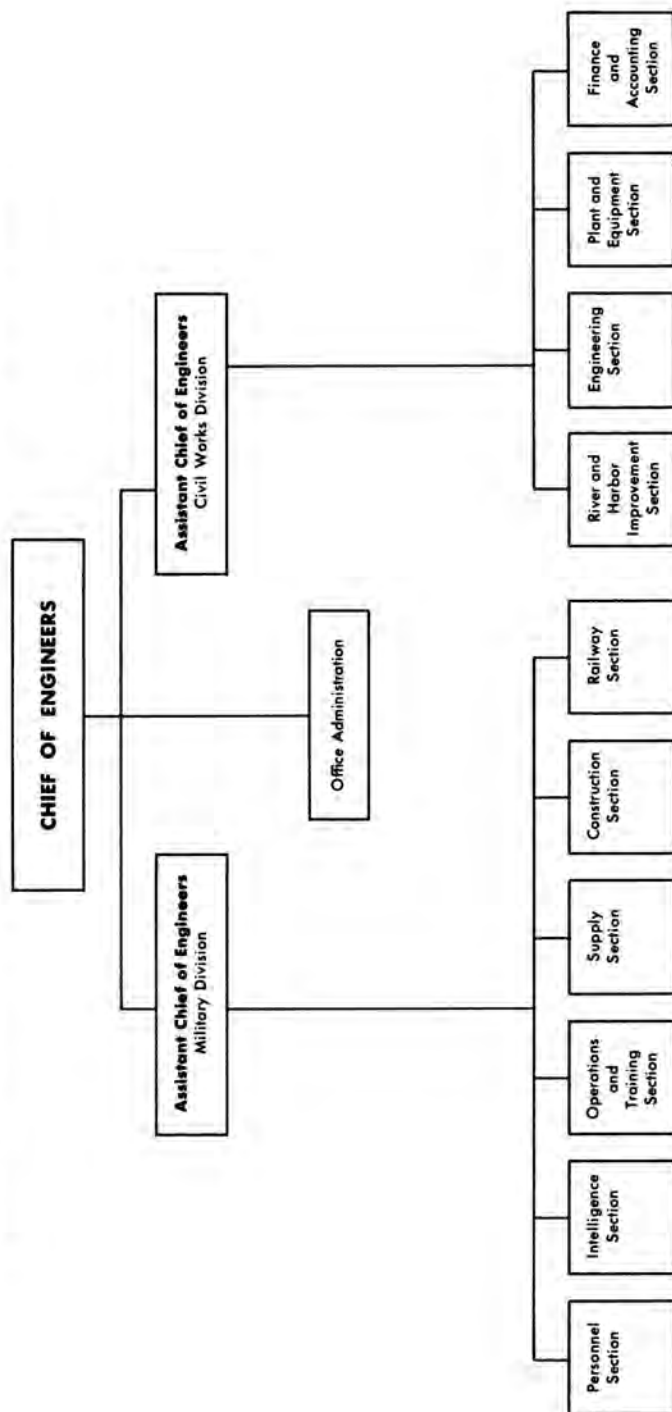 CHIEF OF ENGINEERS
Assistant Chief of Engineers
Military Division
Assistant Chief of Engineers
Civil Works Division
Office Administration
Personnel
Section
Intelligence
Section
Operations
and
Training
Section
Supply
Section
Construction
Section
Railway
Section
River and
Harbor
Improvement
Section
Engineering
Section
Plant and
Equipment
Section
Finance
and
Accounting
Section